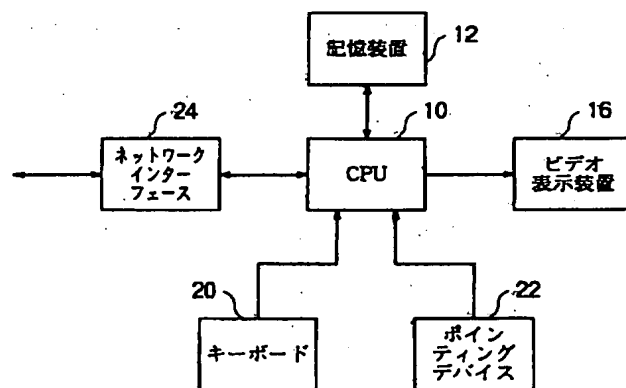 12
記憶装置
24
10
16
ネットワーク
インター
フェース
CPU
ビデオ
表示装置
20
22
キーボード
ポイン
ティング
デバイス